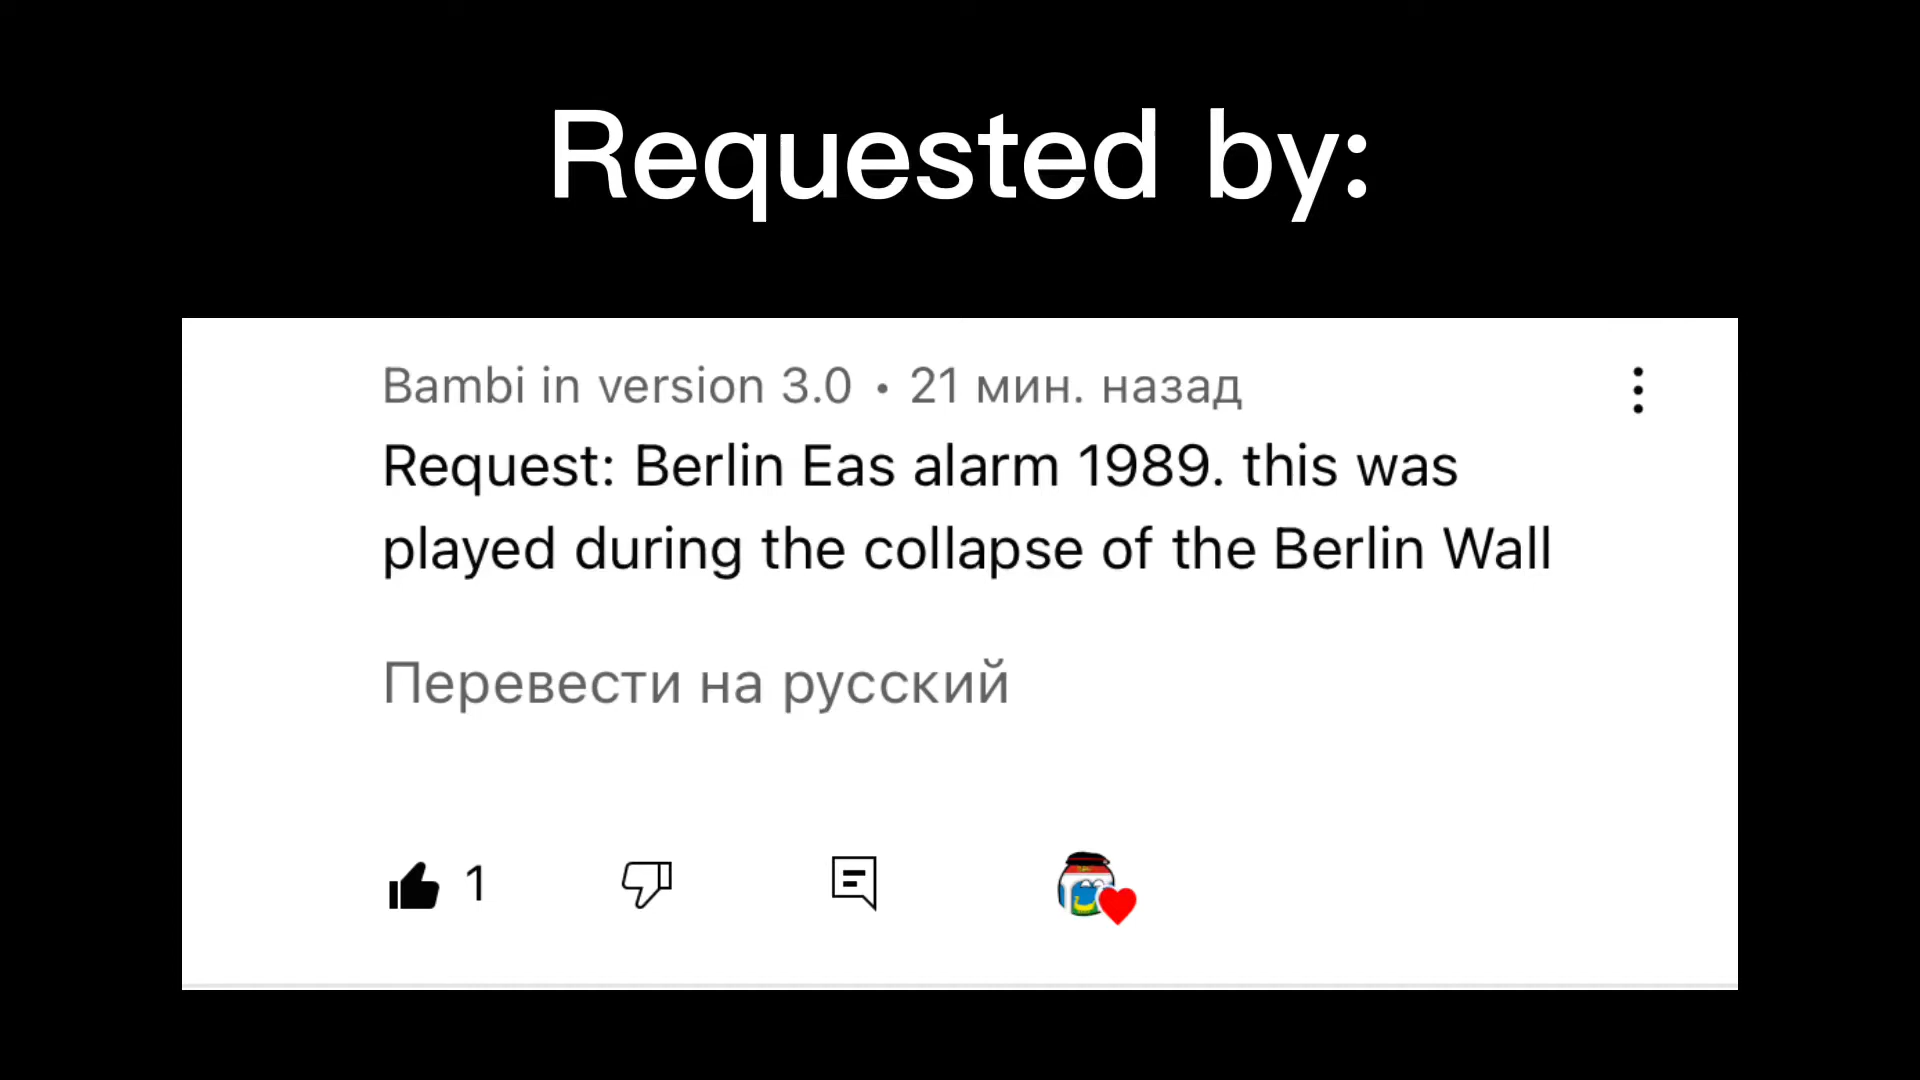 Requested by:
Bambi in version 3.0 • 21 мин. назад
Request: Berlin Eas alarm 1989. this was
played during the collapse of the Berlin Wall
Перевести на русский
1